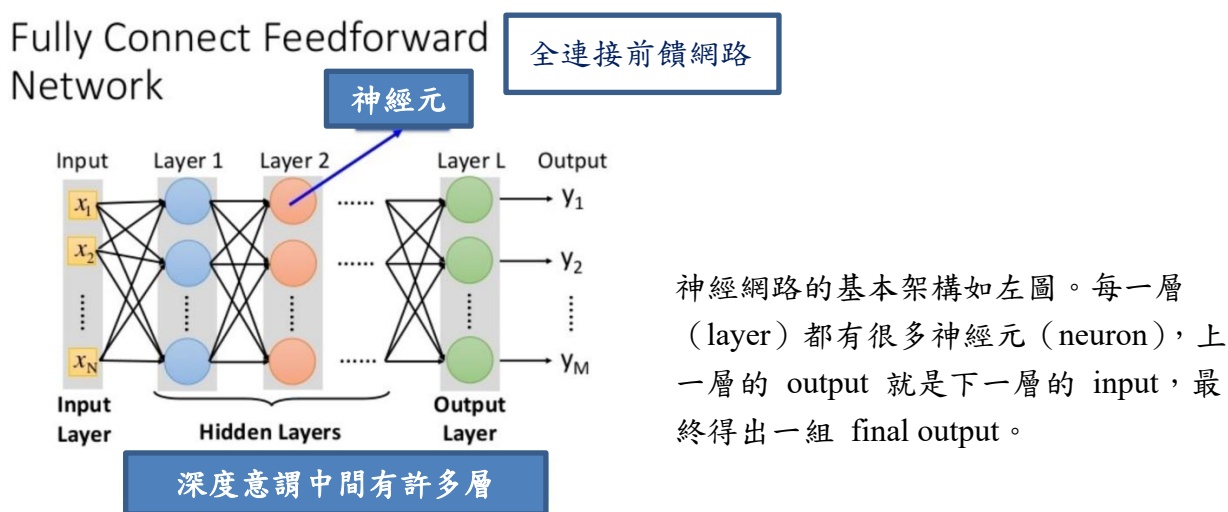 Fully Connect Feedforward
Network
全連接前饋網路
神經元
Input Layer 1 Layer 2 Layer L Output
x₁ ...... y₁
x₂ ...... y₂
...... ...... ...... ...... ......
x_N ...... y_M
Input
Layer
Hidden Layers
Output
Layer
深度意謂中間有許多層
神經網路的基本架構如左圖。每一層
（layer）都有很多神經元（neuron），上
一層的 output 就是下一層的 input，最
終得出一組 final output。